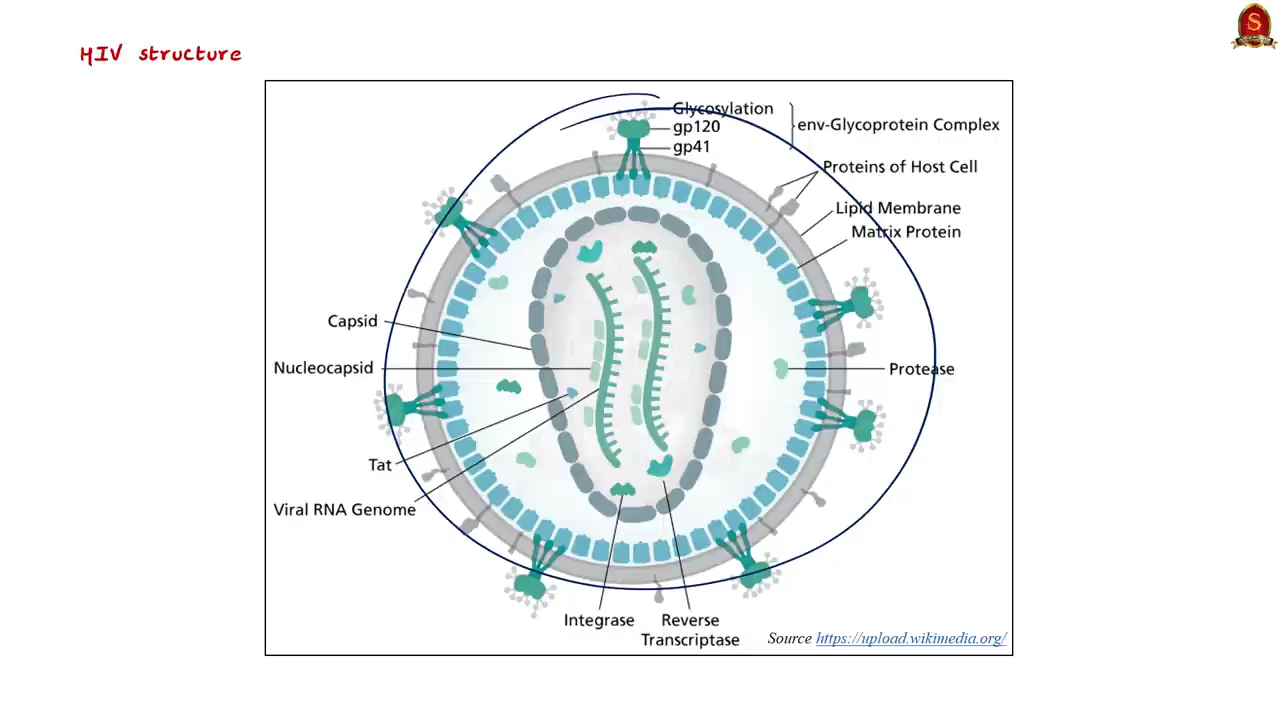 HIV structure
Glycosylation
gp120
gp41
env-Glycoprotein Complex
Proteins of Host Cell
Lipid Membrane
Matrix Protein
Capsid
Nucleocapsid
Protease
Tat
Viral RNA Genome
Integrase
Reverse
Transcriptase
Source https://upload.wikimedia.org/
S